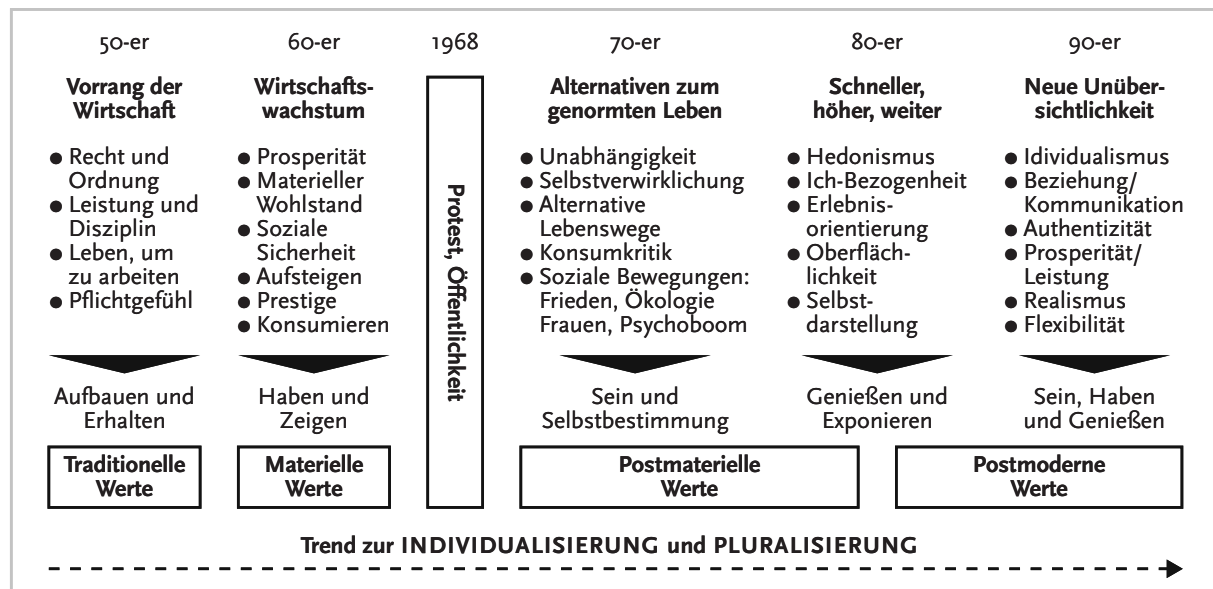 50-er
Vorrang der
Wirtschaft
● Recht und
Ordnung
● Leistung und
Disziplin
● Leben, um
zu arbeiten
● Pflichtgefühl
Aufbauen und
Erhalten
Traditionelle
Werte
60-er
Wirtschafts-
wachstum
● Prosperität
● Materieller
Wohlstand
● Soziale
Sicherheit
● Aufsteigen
● Prestige
● Konsumieren
Haben und
Zeigen
Materielle
Werte
1968
Protest, Öffentlichkeit
70-er
Alternativen zum
genormten Leben
● Unabhängigkeit
● Selbstverwirklichung
● Alternative
Lebenswege
● Konsumkritik
● Soziale Bewegungen:
Frieden, Ökologie
Frauen, Psychoboom
Sein und
Selbstbestimmung
80-er
Schneller,
höher, weiter
● Hedonismus
● Ich-Bezogenheit
● Erlebnis-
orientierung
● Oberfläch-
lichkeit
● Selbst-
darstellung
Genießen und
Exponieren
Postmaterielle
Werte
90-er
Neue Unüber-
sichtlichkeit
● Idividualismus
● Beziehung/
Kommunikation
● Authentizität
● Prosperität/
Leistung
● Realismus
● Flexibilität
Sein, Haben
und Genießen
Postmoderne
Werte
Trend zur INDIVIDUALISIERUNG und PLURALISIERUNG